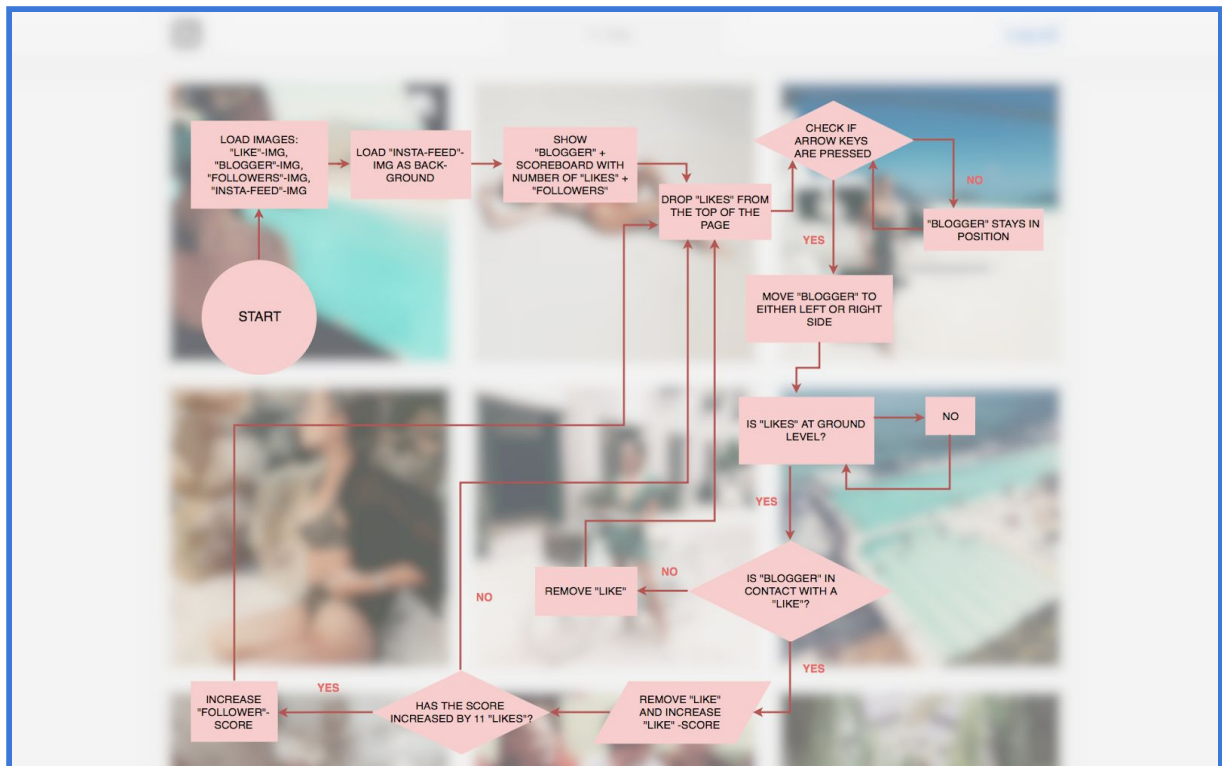 LOAD IMAGES:
"LIKE"-IMG,
"BLOGGER"-IMG,
"FOLLOWERS"-IMG,
"INSTA-FEED"-IMG
LOAD "INSTA-FEED"-
IMG AS BACK-
GROUND
SHOW
"BLOGGER" +
SCOREBOARD WITH
NUMBER OF "LIKES" +
"FOLLOWERS"
DROP "LIKES" FROM
THE TOP OF THE
PAGE
CHECK IF
ARROW KEYS
ARE PRESSED
NO
"BLOGGER" STAYS IN
POSITION
YES
START
MOVE "BLOGGER" TO
EITHER LEFT OR RIGHT
SIDE
IS "LIKES" AT GROUND
LEVEL?
NO
YES
IS "BLOGGER" IN
CONTACT WITH A
"LIKE"?
NO
REMOVE "LIKE"
YES
REMOVE "LIKE"
AND INCREASE
"LIKE" -SCORE
HAS THE SCORE
INCREASED BY 11 "LIKES"?
NO
YES
INCREASE
"FOLLOWER"-
SCORE